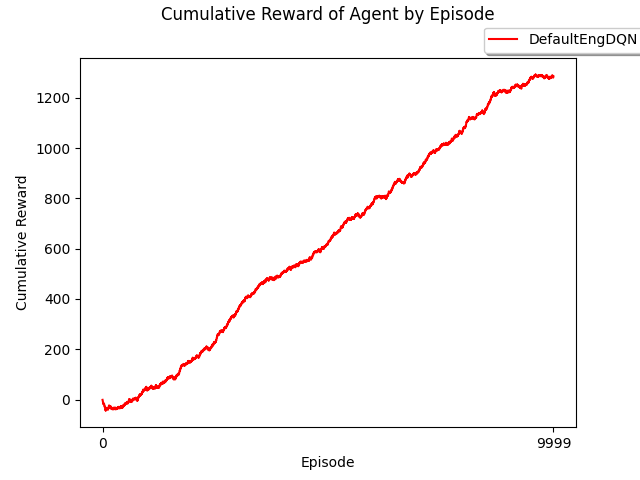 Cumulative Reward of Agent by Episode
DefaultEngDQN
1200
1000
800
600
400
200
0
Cumulative Reward
0 9999
Episode